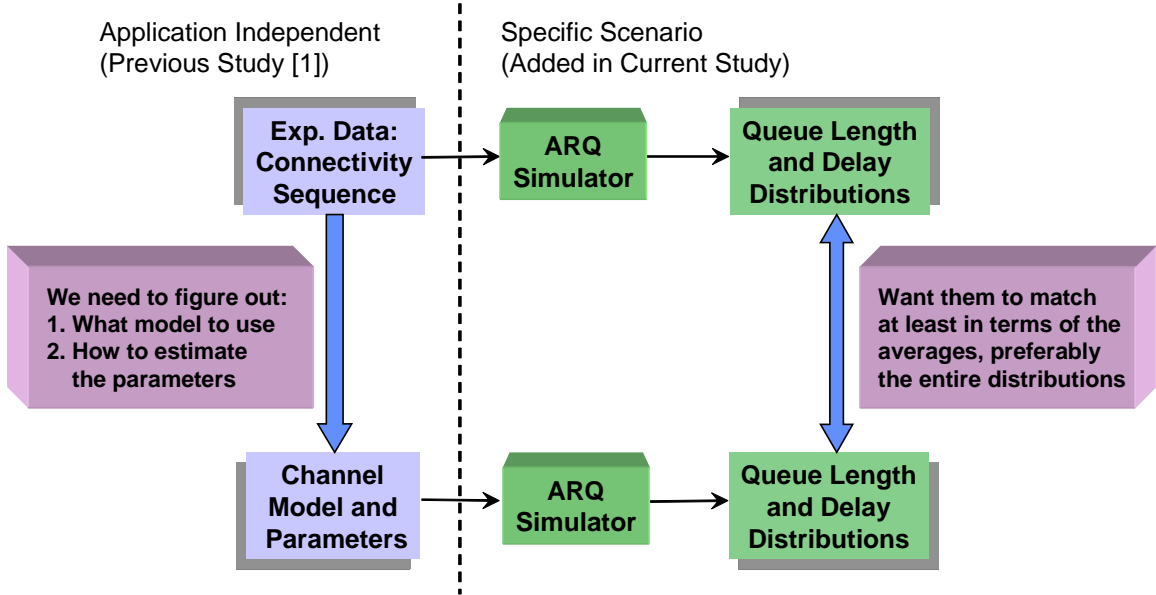 Application Independent
(Previous Study [1])
Specific Scenario
(Added in Current Study)
Exp. Data:
Connectivity
Sequence
ARQ
Simulator
Queue Length
and Delay
Distributions
We need to figure out:
1. What model to use
2. How to estimate
the parameters
Want them to match
at least in terms of the
averages, preferably
the entire distributions
Channel
Model and
Parameters
ARQ
Simulator
Queue Length
and Delay
Distributions